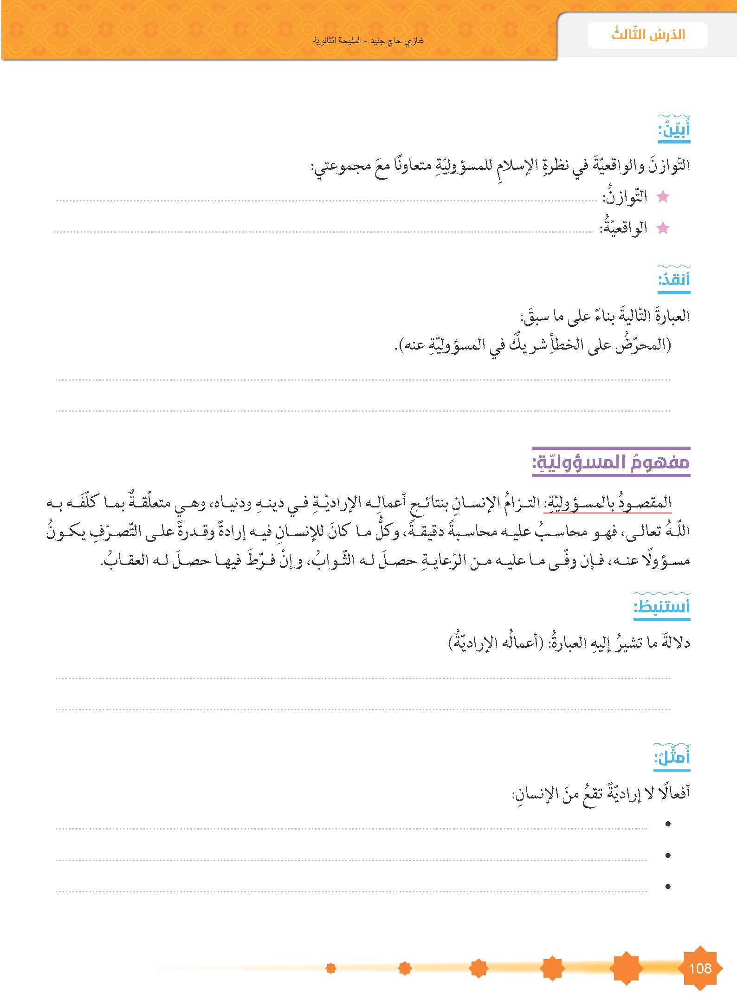 الدّرسُ الثّالثُ
غازي حاج جنيد - المليحة الثانوية
أُبيّنُ:
التّوازنَ والواقعيّةَ في نظرةِ الإسلامِ للمسؤوليّةِ متعاونًا معَ مجموعتي:
التّوازنُ:
الواقعيّةُ:
أنقدُ:
العبارةَ التّاليةَ بناءً على ما سبقَ:
(المحرّضُ على الخطأِ شريكٌ في المسؤوليّةِ عنه).
مفهومُ المسؤوليّةِ:
المقصودُ بالمسؤوليّةِ: التزامُ الإنسانِ بنتائجِ أعمالِه الإراديّةِ في دينهِ ودنياه، وهي متعلّقةٌ بما كلّفَه به
اللّهُ تعالى، فهو محاسبُ عليه محاسبةً دقيقةً، وكلُّ ما كانَ للإنسانِ فيه إرادةً وقدرةً على التّصرّفِ يكونُ
مسؤولًا عنه، فإن وفّى ما عليه من الرّعايةِ حصلَ له الثّوابُ، وإنْ فرّطَ فيها حصلَ له العقابُ.
أستنبطُ:
دلالةَ ما تشيرُ إليهِ العبارةُ: (أعمالُه الإراديّةُ)
أُمثّلُ:
أفعالًا لا إراديّةً تقعُ منَ الإنسانِ:
•
•
•
108